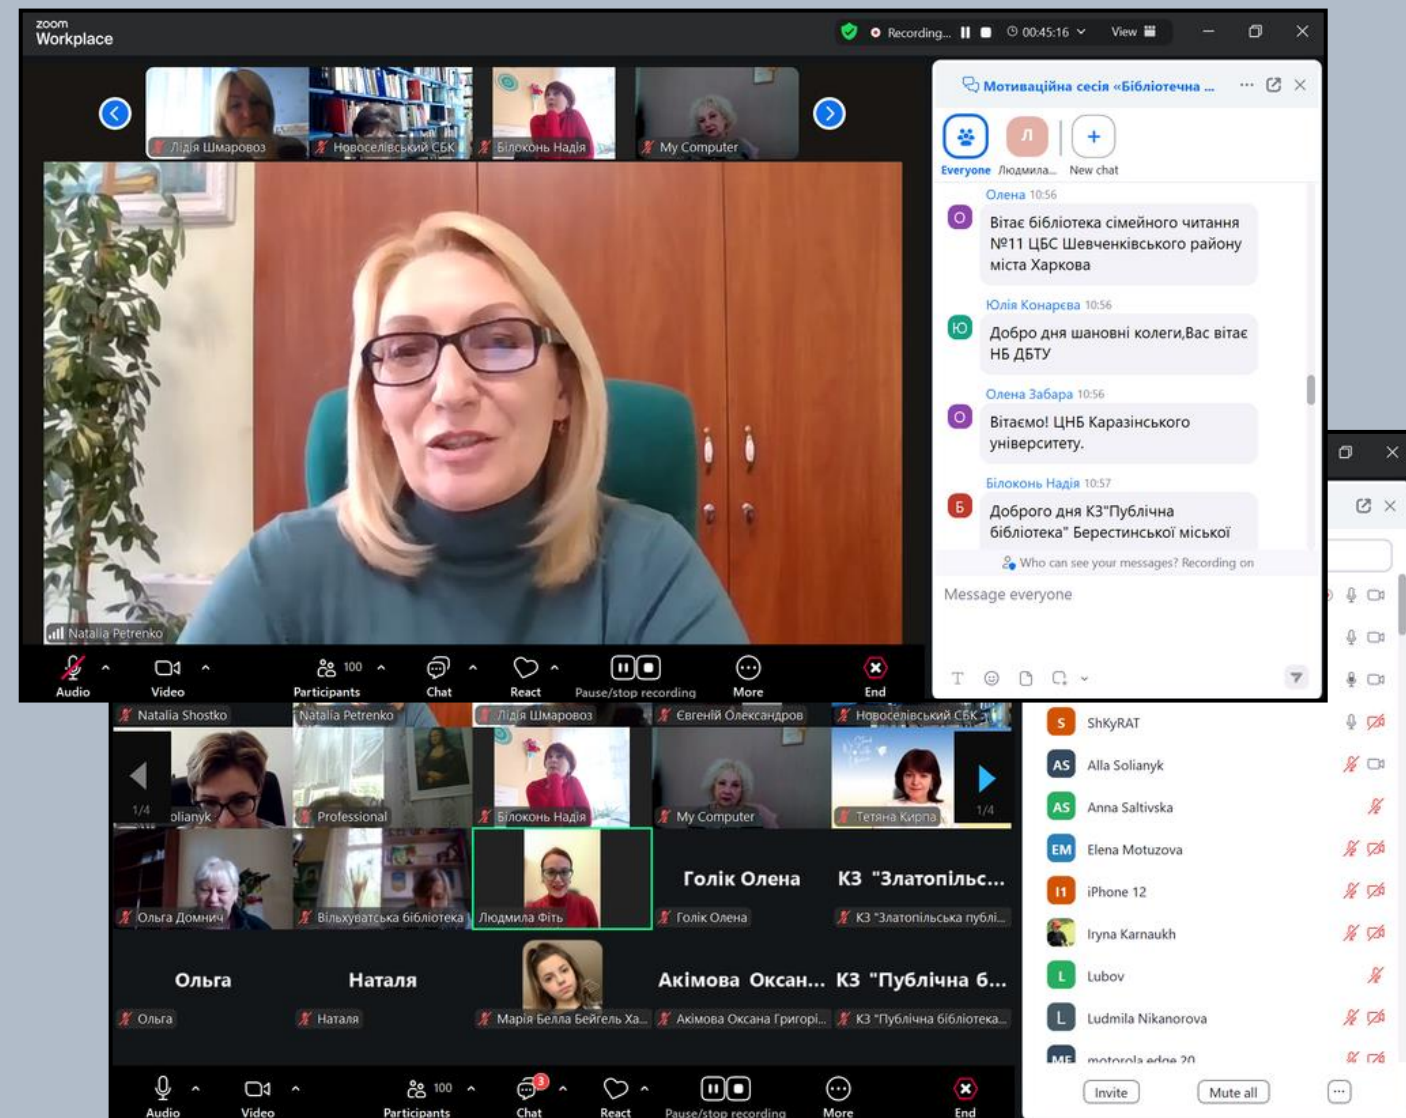 zoom
Workplace
Recording...
00:45:16
View
Лідія Шмаровоз
Новоселівський СБК
Білоконь Надія
My Computer
Natalia Petrenko
Audio
Video
100
Participants
Chat
React
Pause/stop recording
More
End
Мотиваційна сесія «Бібліотечна ...
Л
Everyone
Людмила...
New chat
Олена 10:56
О
Вітає бібліотека сімейного читання
№11 ЦБС Шевченківського району
міста Харкова
Юлія Конарєва 10:56
Ю
Добро дня шановні колеги,Вас вітає
НБ ДБТУ
Олена Забара 10:56
О
Вітаємо! ЦНБ Каразінського
університету.
Білоконь Надія 10:57
Б
Доброго дня КЗ"Публічна
бібліотека" Берестинської міської
Who can see your messages? Recording on
Message everyone
Natalia Shostko
Natalia Petrenko
Лідія Шмаровоз
Євгеній Олександров
Новоселівський СБК
1/4
olianyk
Professional
Білоконь Надія
My Computer
Тетяна Кирпа
1/4
Ольга Домнич
Вільхуватська бібліотека
Людмила Фіть
Голік Олена
Голік Олена
КЗ "Златопільс...
КЗ "Златопільська публі...
Ольга
Ольга
Наталя
Наталя
Марія Белла Бейгель Ха...
Акімова Оксан...
Акімова Оксана Григорі...
КЗ "Публічна б...
КЗ "Публічна бібліотека...
Audio
Video
100
Participants
3
Chat
React
Pause/stop recording
More
End
S ShKyRAT
AS Alla Solianyk
AS Anna Saltivska
EM Elena Motuzova
I1 iPhone 12
Iryna Karnaukh
L Lubov
L Ludmila Nikanorova
ME motorola edge 20
Invite
Mute all